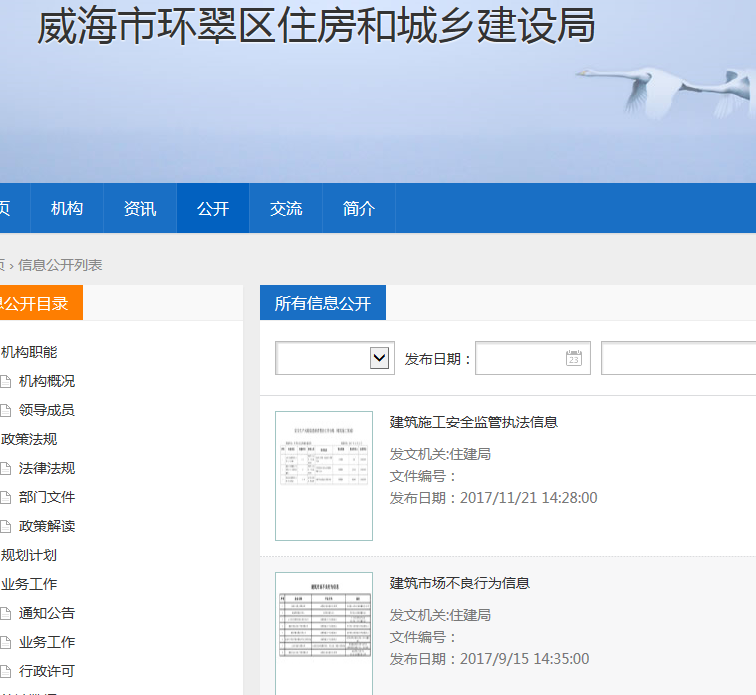 威海市环翠区住房和城乡建设局
页 机构 资讯 公开 交流 简介
页 › 信息公开列表
息公开目录
所有信息公开
机构职能
机构概况
领导成员
政策法规
法律法规
部门文件
政策解读
规划计划
业务工作
通知公告
业务工作
行政许可
发布日期：
23
建筑施工安全监管执法信息
发文机关:住建局
文件编号：
发布日期：2017/11/21 14:28:00
建筑市场不良行为信息
发文机关:住建局
文件编号：
发布日期：2017/9/15 14:35:00